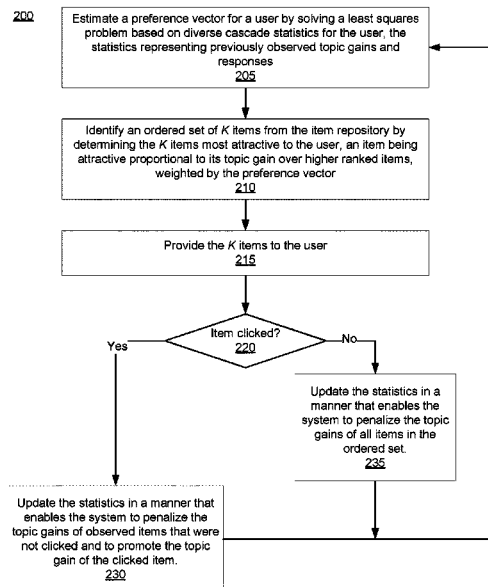 200
Estimate a preference vector for a user by solving a least squares
problem based on diverse cascade statistics for the user, the
statistics representing previously observed topic gains and
responses
205
Identify an ordered set of K items from the item repository by
determining the K items most attractive to the user, an item being
attractive proportional to its topic gain over higher ranked items,
weighted by the preference vector
210
Provide the K items to the user
215
Item clicked?
220
Yes
No
Update the statistics in a
manner that enables the
system to penalize the topic
gains of all items in the
ordered set.
235
Update the statistics in a manner that
enables the system to penalize the
topic gains of observed items that were
not clicked and to promote the topic
gain of the clicked item.
230